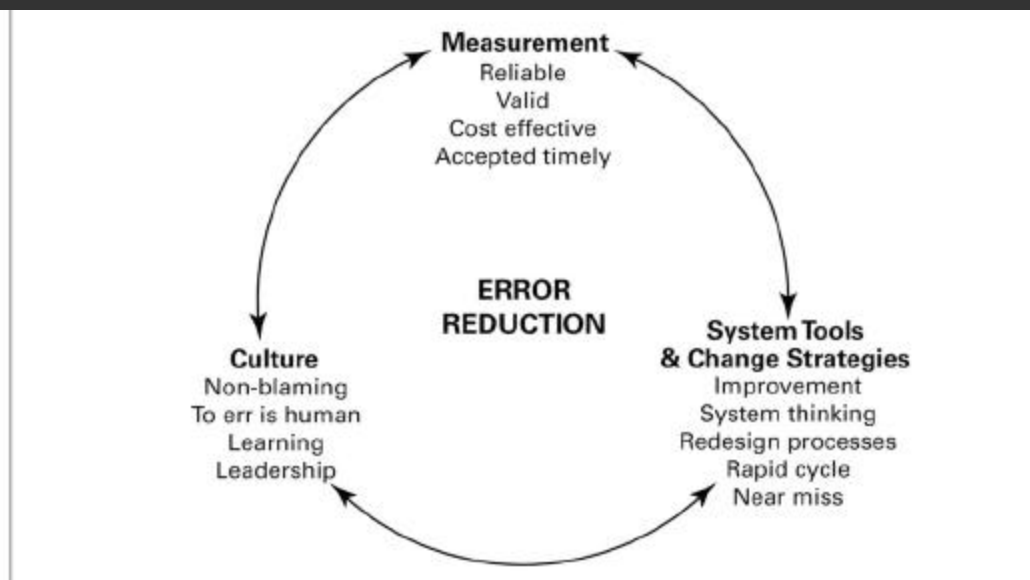 Measurement
Reliable
Valid
Cost effective
Accepted timely
ERROR
REDUCTION
Culture
Non-blaming
To err is human
Learning
Leadership
System Tools
& Change Strategies
Improvement
System thinking
Redesign processes
Rapid cycle
Near miss